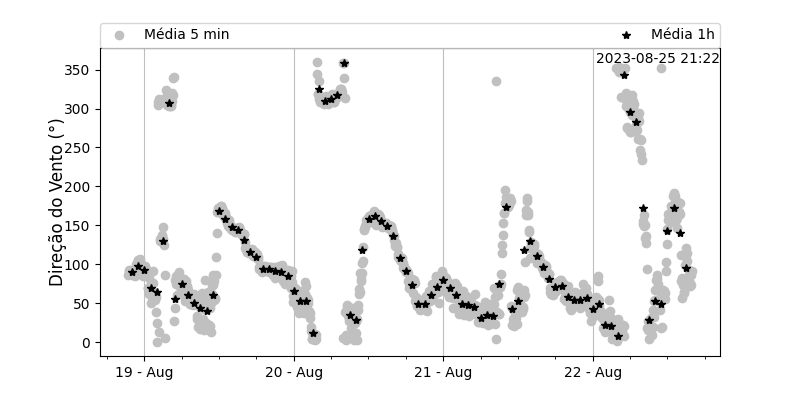 Média 5 min
Média 1h
2023-08-25 21:22
Direção do Vento (°)
350
300
250
200
150
100
50
0
19 - Aug
20 - Aug
21 - Aug
22 - Aug